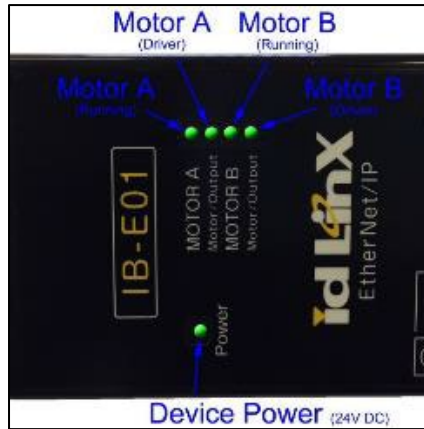 Motor A
(Driver)
Motor B
(Running)
Motor A
(Running)
Motor B
(Driver)
MOTOR A
Motor/Output
MOTOR B
Motor/Output
IB-E01
id LinX
EtherNet/IP
Power
Device Power (24V DC)